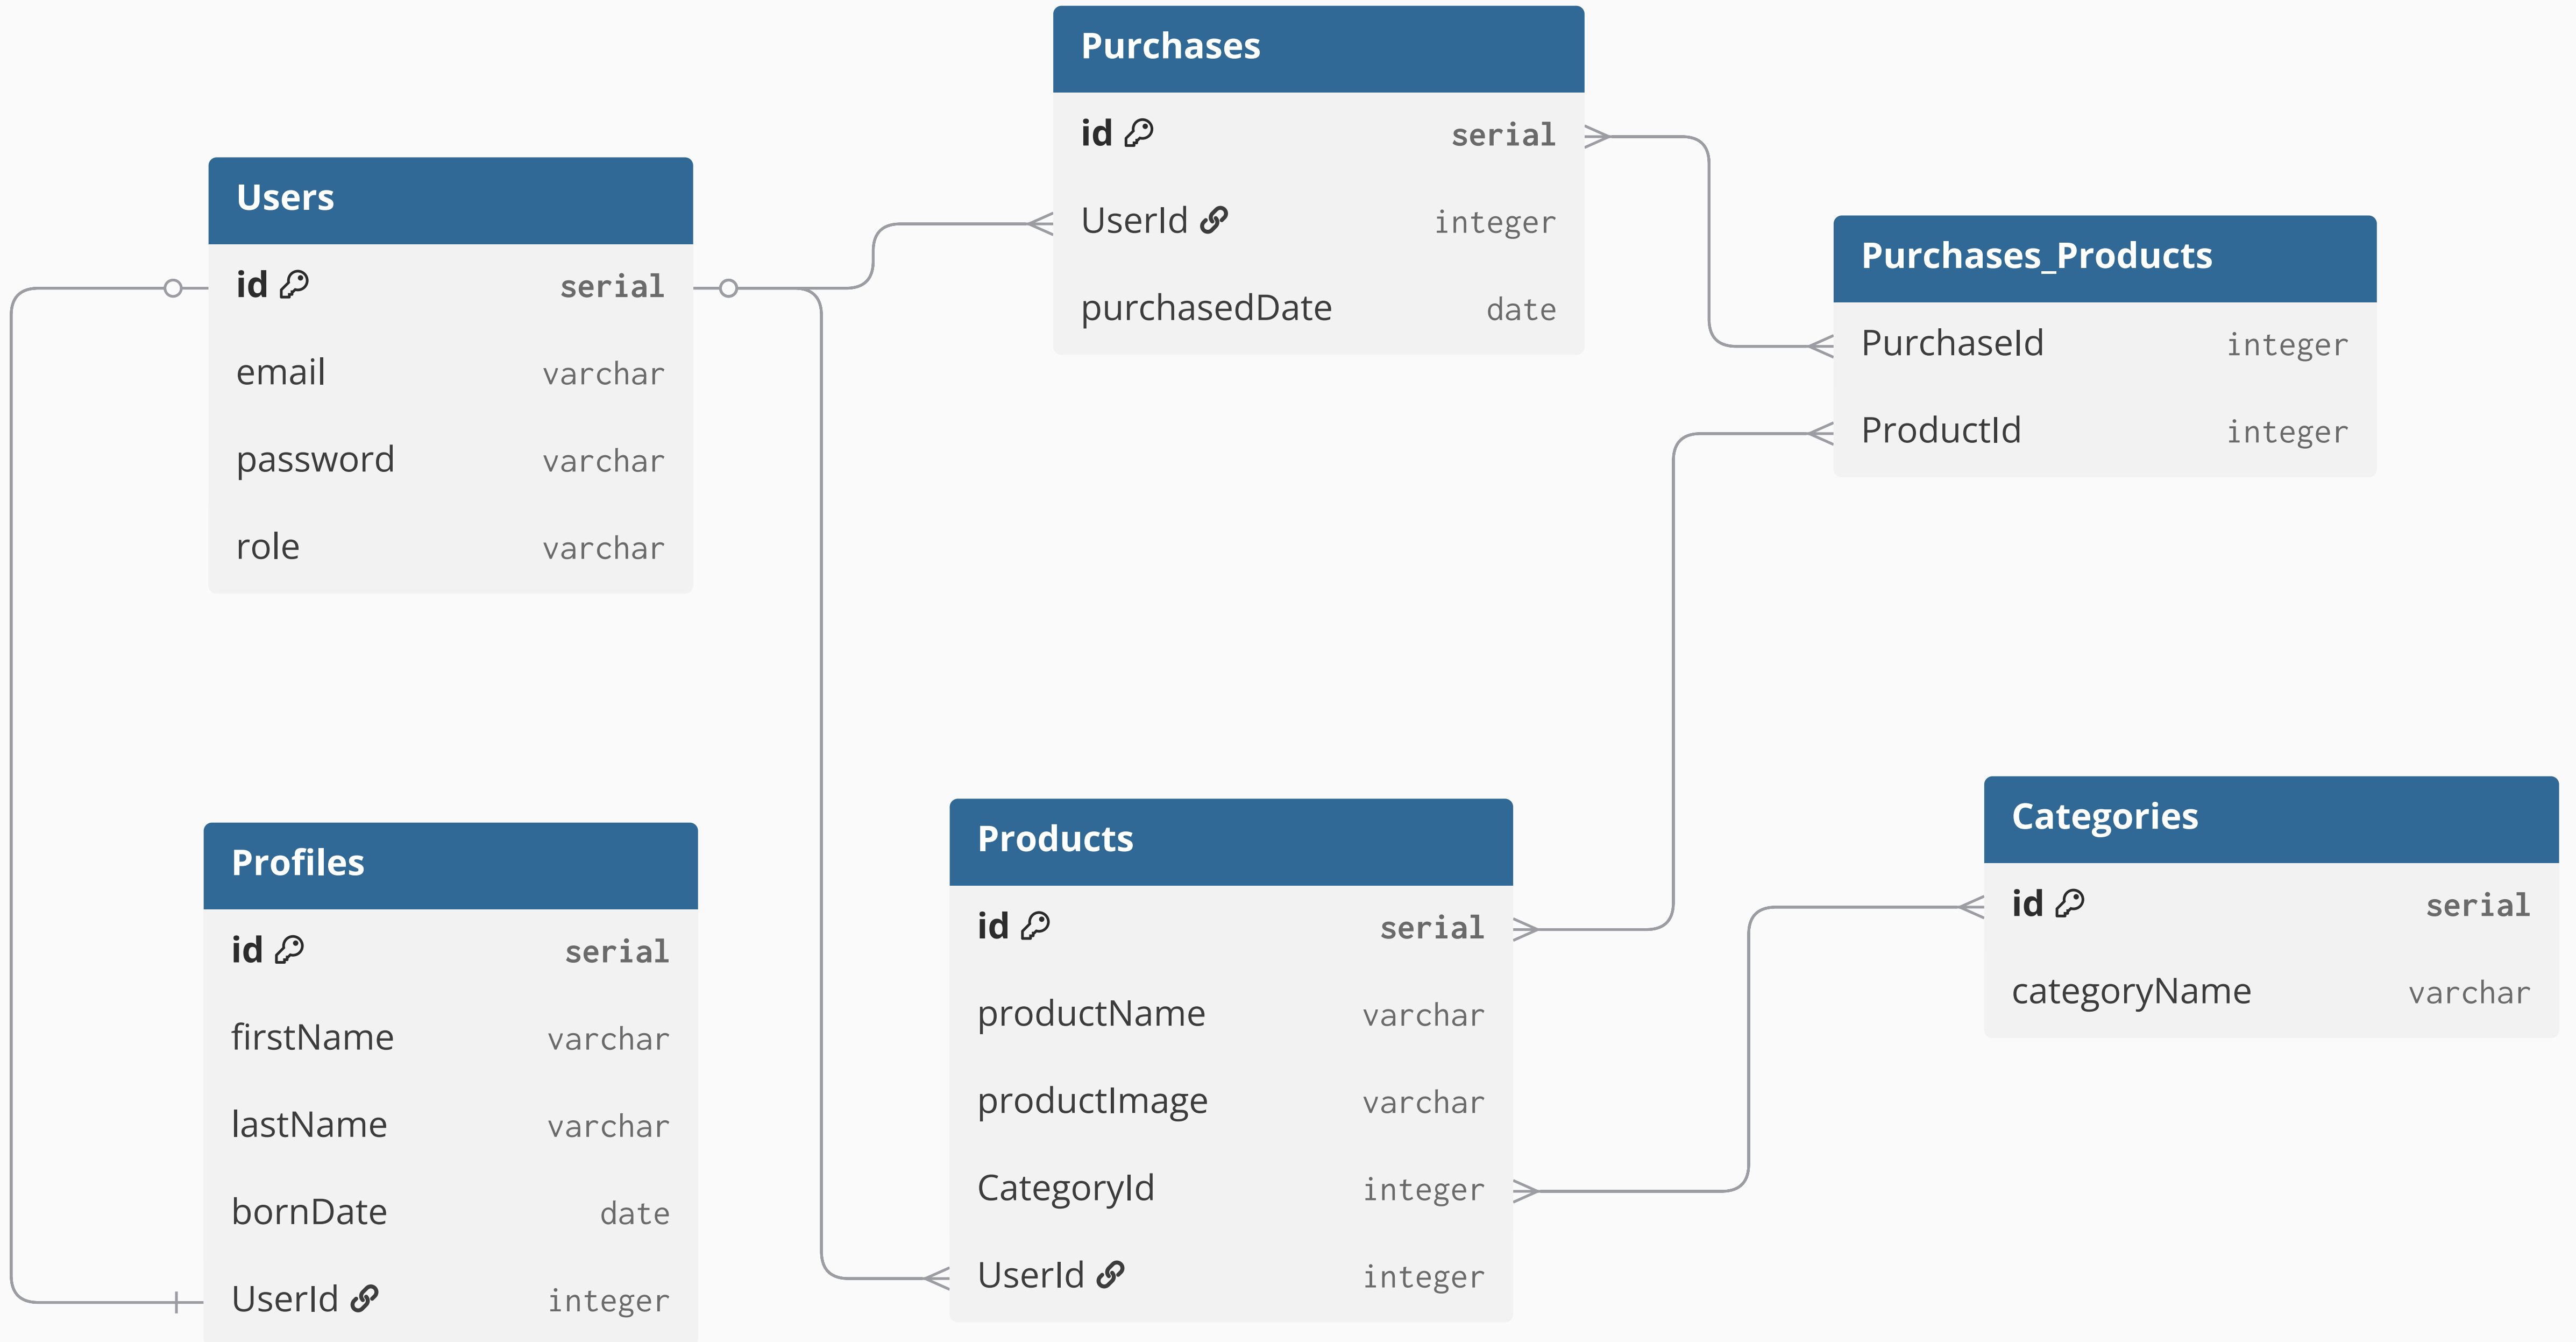 Purchases
id serial
UserId integer
purchasedDate date
Users
id serial
email varchar
password varchar
role varchar
Purchases_Products
PurchaseId integer
ProductId integer
Profiles
id serial
firstName varchar
lastName varchar
bornDate date
UserId integer
Products
id serial
productName varchar
productImage varchar
CategoryId integer
UserId integer
Categories
id serial
categoryName varchar